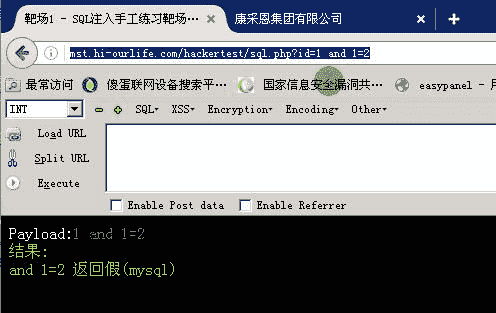 靶场1 - SQL注入手工练习靶场… 康采恩集团有限公司
mst.hi-ourlife.com/hackertest/sql.php?id=1 and 1=2
最常访问 傻蛋联网设备搜索平… 国家信息安全漏洞共… easypanel - 用
INT SQL▾ XSS▾ Encryption▾ Encoding▾ Other▾
Load URL
Split URL
Execute
Enable Post data Enable Referrer
Payload:1 and 1=2
结果:
and 1=2 返回假(mysql)